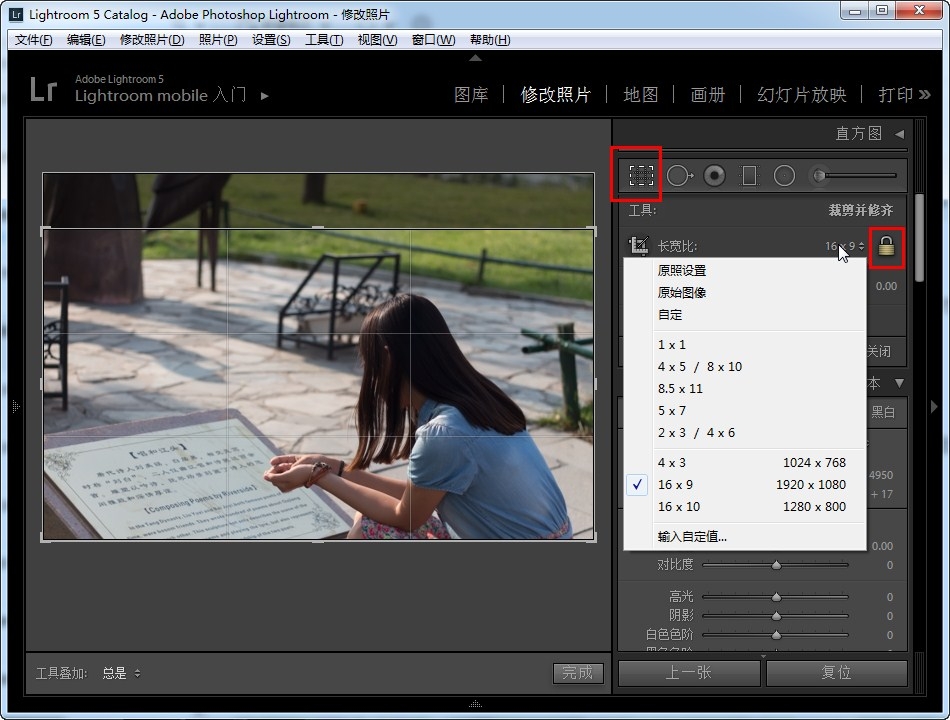 Lr Lightroom 5 Catalog - Adobe Photoshop Lightroom - 修改照片
文件(F) 编辑(E) 修改照片(D) 照片(P) 设置(S) 工具(T) 视图(V) 窗口(W) 帮助(H)
Lr
Adobe Lightroom 5
Lightroom mobile 入门
图库 修改照片 地图 画册 幻灯片放映 打印
直方图
工具: 裁剪并修齐
长宽比: 16 x 9
0.00
原照设置
原始图像
自定
1 x 1
4 x 5 / 8 x 10
8.5 x 11
5 x 7
2 x 3 / 4 x 6
4 x 3 1024 x 768
16 x 9 1920 x 1080
16 x 10 1280 x 800
输入自定值...
关闭
本
黑白
4950
+ 17
0.00
对比度 0
高光 0
阴影 0
白色色阶 0
[Composing Poems by Riverside]
工具叠加: 总是
完成
上一张 复位